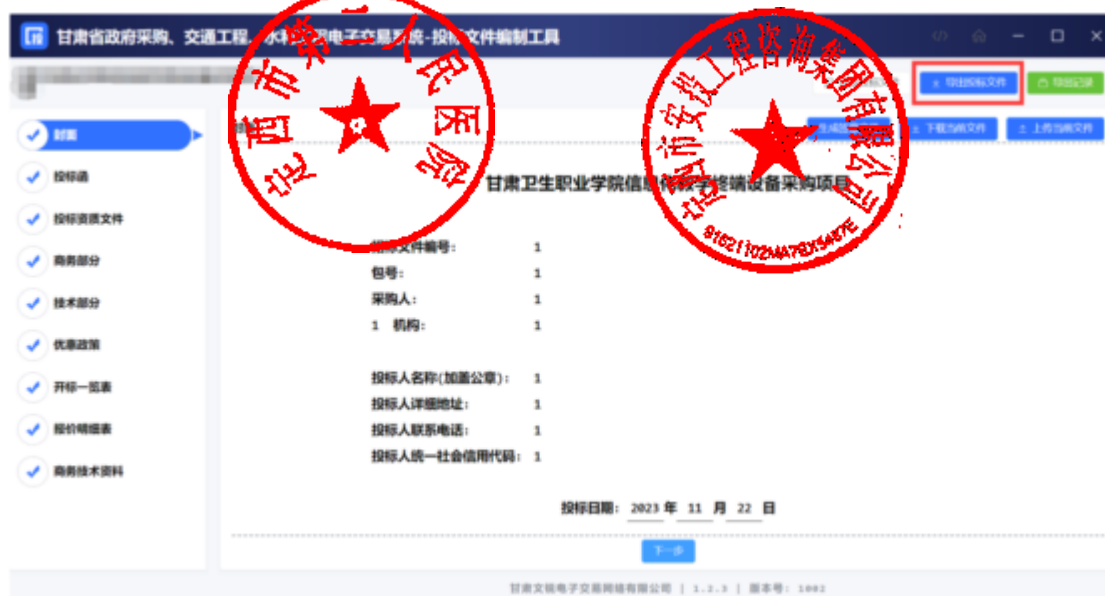 甘肃省政府采购、交通工程、水利工程电子交易系统-投标文件编制工具
导出投标文件
导出记录
下载当前文件
上传当前文件
封面
投标函
投标资质文件
商务部分
技术部分
优惠政策
开标一览表
报价明细表
商务技术资料
定西市第二人民医院
定西市安投工程咨询集团有限公司
甘肃卫生职业学院信息化教学终端设备采购项目
招标文件编号: 1
包号: 1
采购人: 1
1 机构: 1
投标人名称(加盖公章): 1
投标人详细地址: 1
投标人联系电话: 1
投标人统一社会信用代码: 1
投标日期: 2023 年 11 月 22 日
下一步
甘肃文锐电子交易网络有限公司 | 1.2.3 | 版本号: 1002